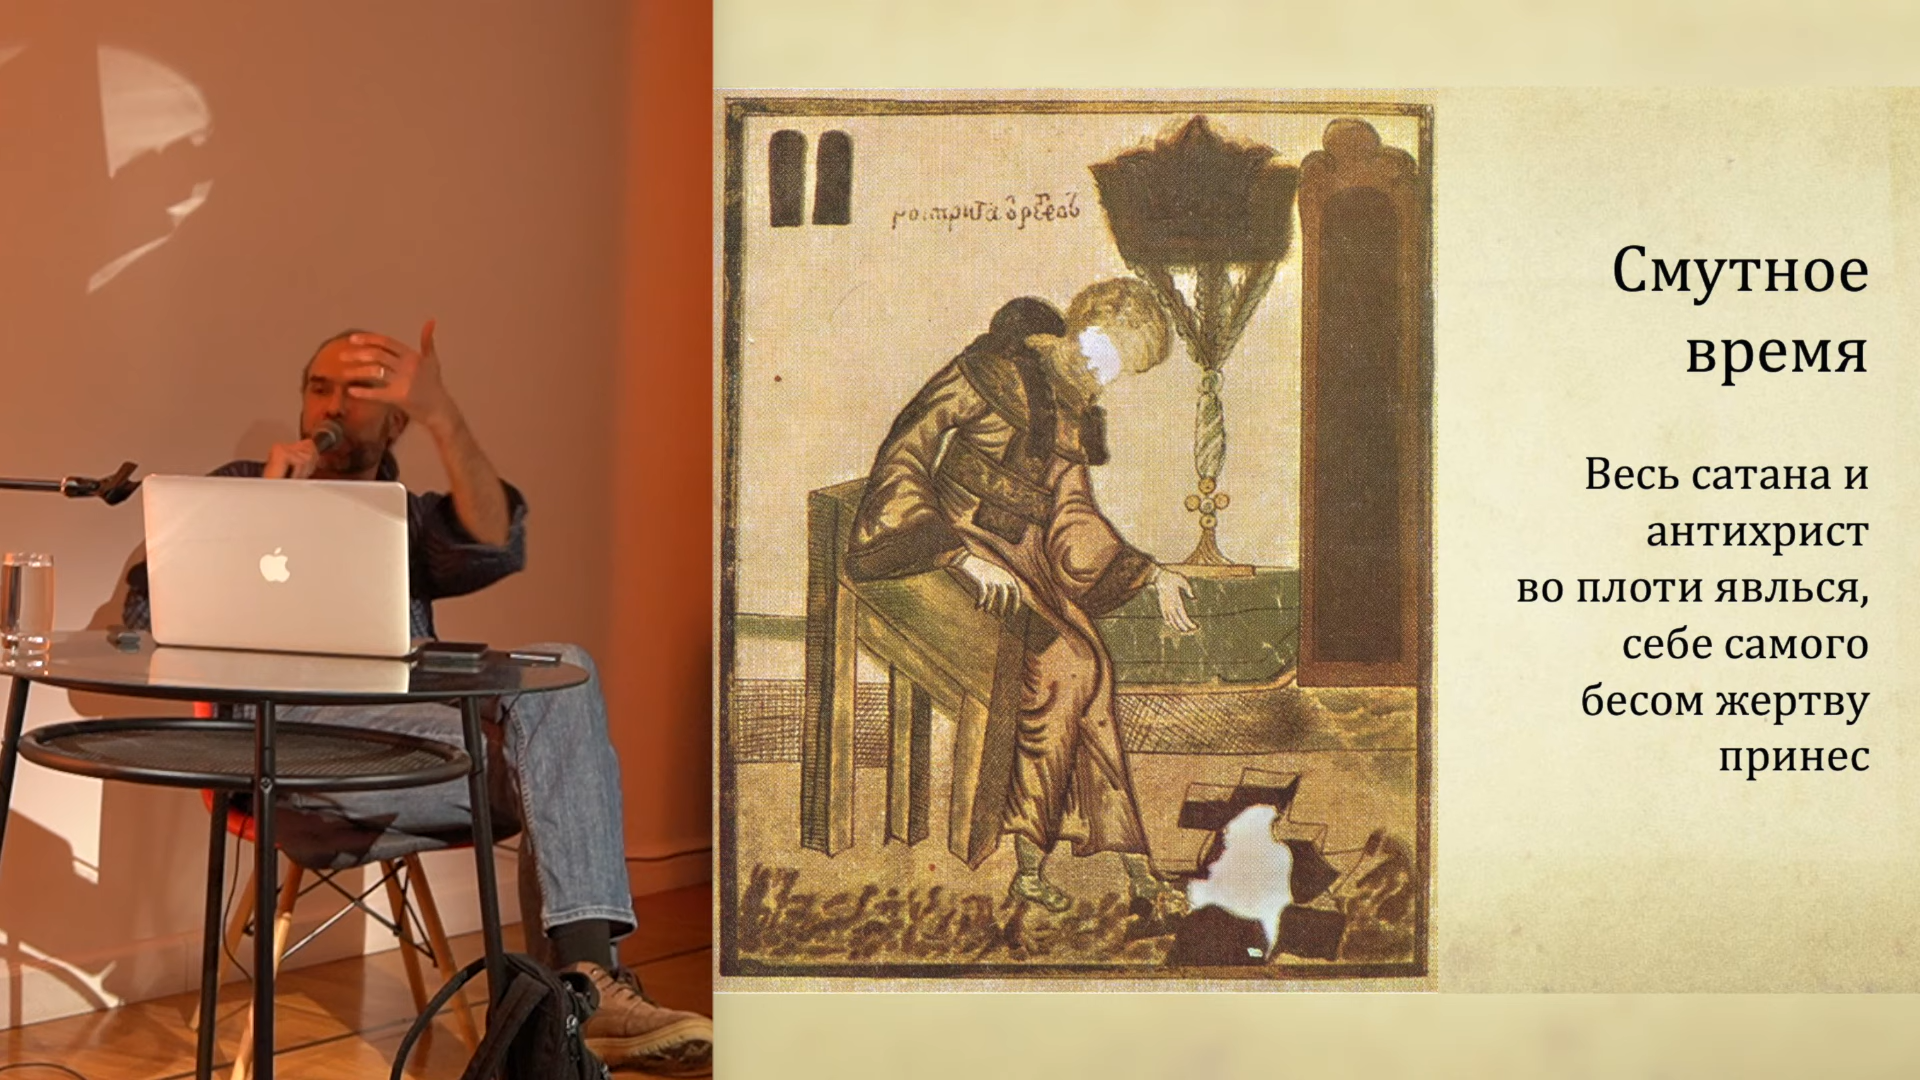 Смутное
время
Весь сатана и
антихрист
во плоти явлься,
себе самого
бесом жертву
принес